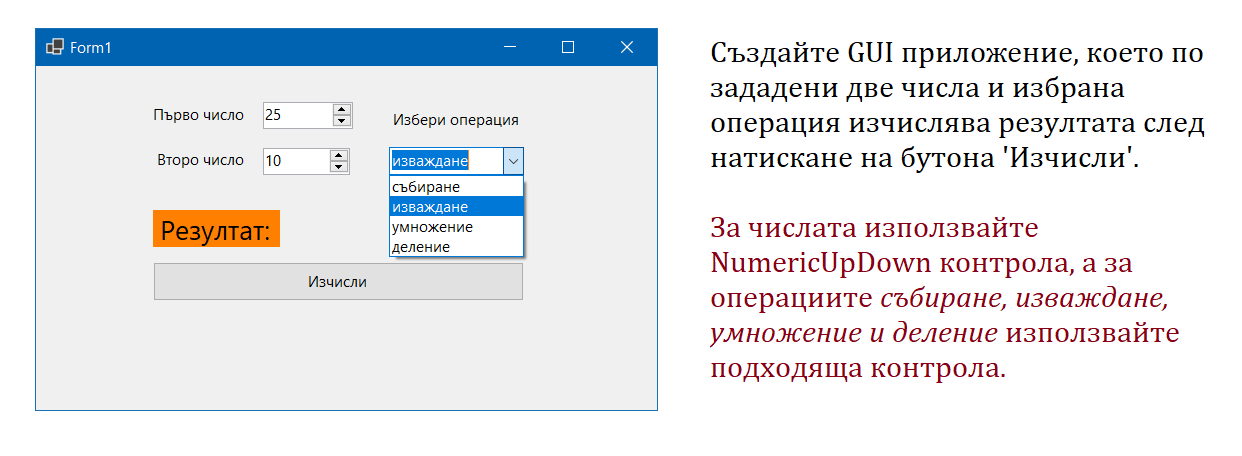 Form1
Първо число
25
Избери операция
Второ число
10
изваждане
събиране
изваждане
умножение
деление
Резултат:
Изчисли
Създайте GUI приложение, което по
зададени две числа и избрана
операция изчислява резултата след
натискане на бутона 'Изчисли'.
За числата използвайте
NumericUpDown контрола, а за
операциите събиране, изваждане,
умножение и деление използвайте
подходяща контрола.